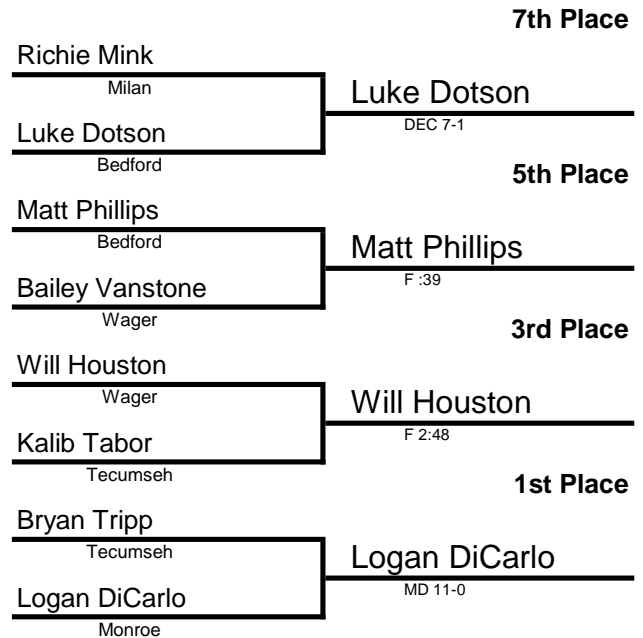 7th Place
Richie Mink
Milan
Luke Dotson
DEC 7-1
Luke Dotson
Bedford
5th Place
Matt Phillips
Bedford
Matt Phillips
F :39
Bailey Vanstone
Wager
3rd Place
Will Houston
Wager
Will Houston
F 2:48
Kalib Tabor
Tecumseh
1st Place
Bryan Tripp
Tecumseh
Logan DiCarlo
MD 11-0
Logan DiCarlo
Monroe